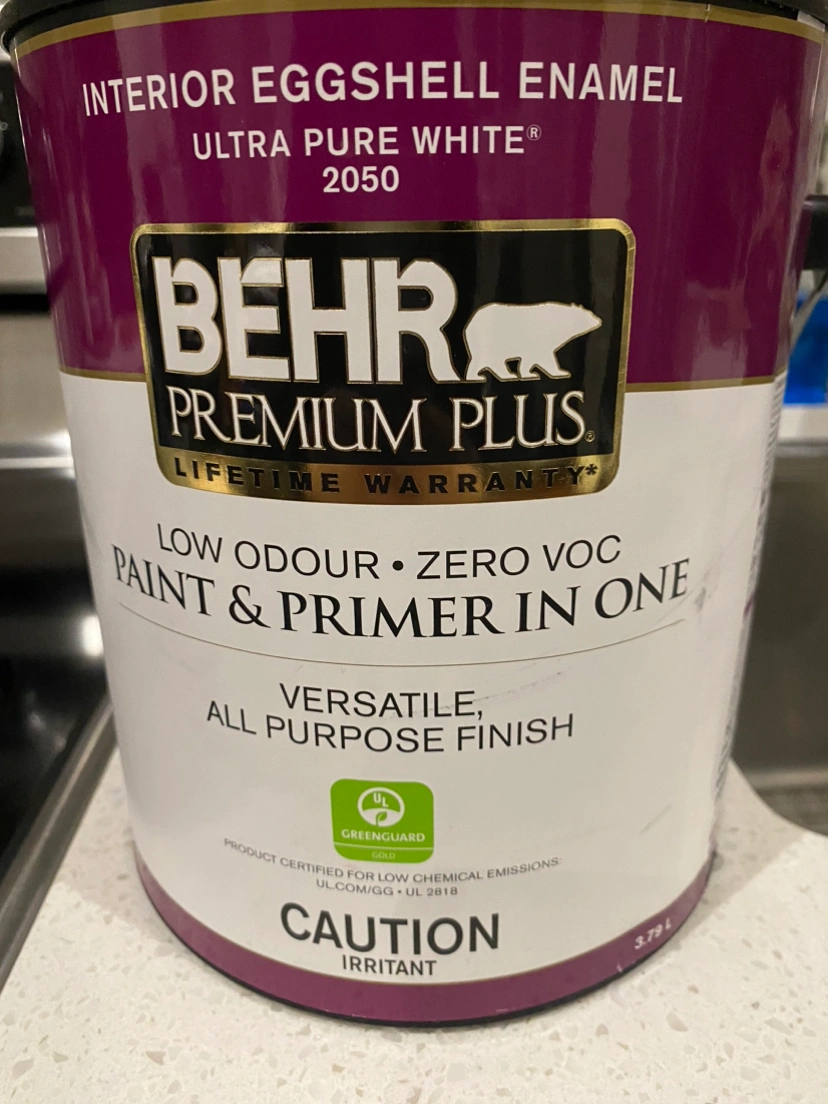 INTERIOR EGGSHELL ENAMEL
ULTRA PURE WHITE®
2050
BEHR
PREMIUM PLUS®
LIFETIME WARRANTY*
LOW ODOUR • ZERO VOC
PAINT & PRIMER IN ONE
VERSATILE,
ALL PURPOSE FINISH
UL
GREENGUARD
GOLD
PRODUCT CERTIFIED FOR LOW CHEMICAL EMISSIONS:
UL.COM/GG • UL 2818
CAUTION
IRRITANT
3.79 L